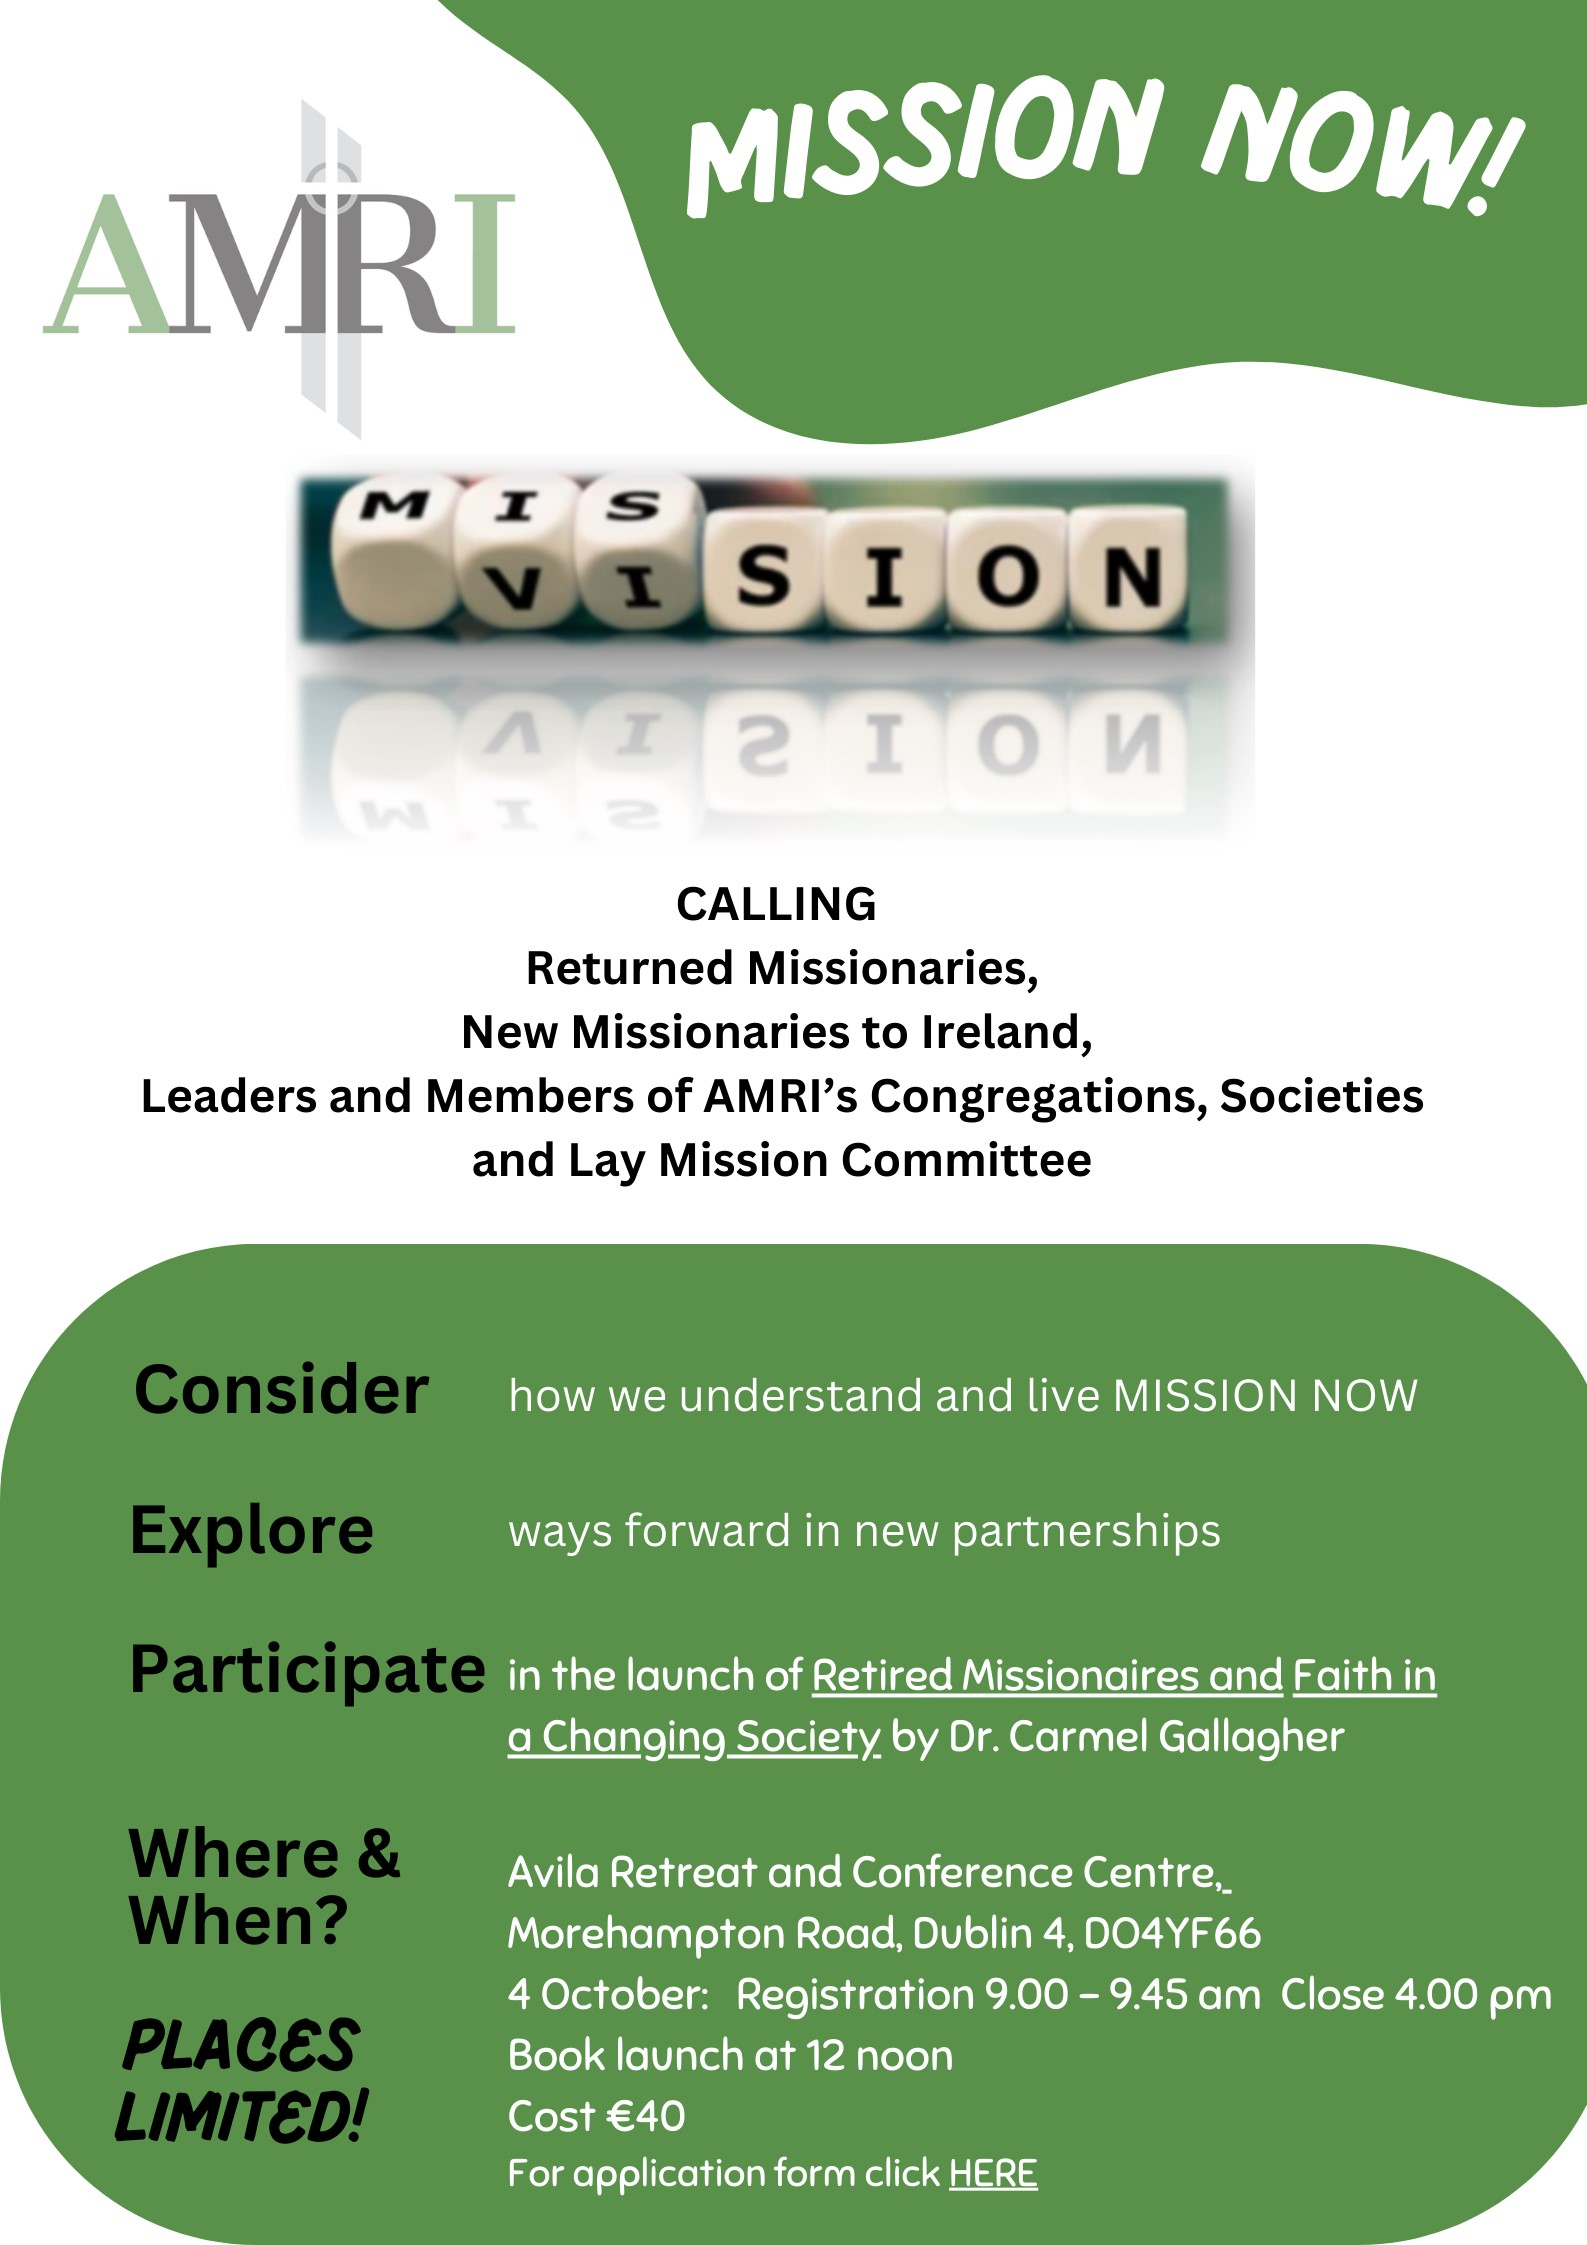 MISSION NOW!
AMRI
M I S
V I S I O N
CALLING
Returned Missionaries,
New Missionaries to Ireland,
Leaders and Members of AMRI’s Congregations, Societies
and Lay Mission Committee
Consider how we understand and live MISSION NOW
Explore ways forward in new partnerships
Participate in the launch of Retired Missionaires and Faith in
a Changing Society by Dr. Carmel Gallagher
Where &
When?
Avila Retreat and Conference Centre,
Morehampton Road, Dublin 4, DO4YF66
4 October: Registration 9.00 – 9.45 am Close 4.00 pm
Book launch at 12 noon
Cost €40
For application form click HERE
PLACES
LIMITED!